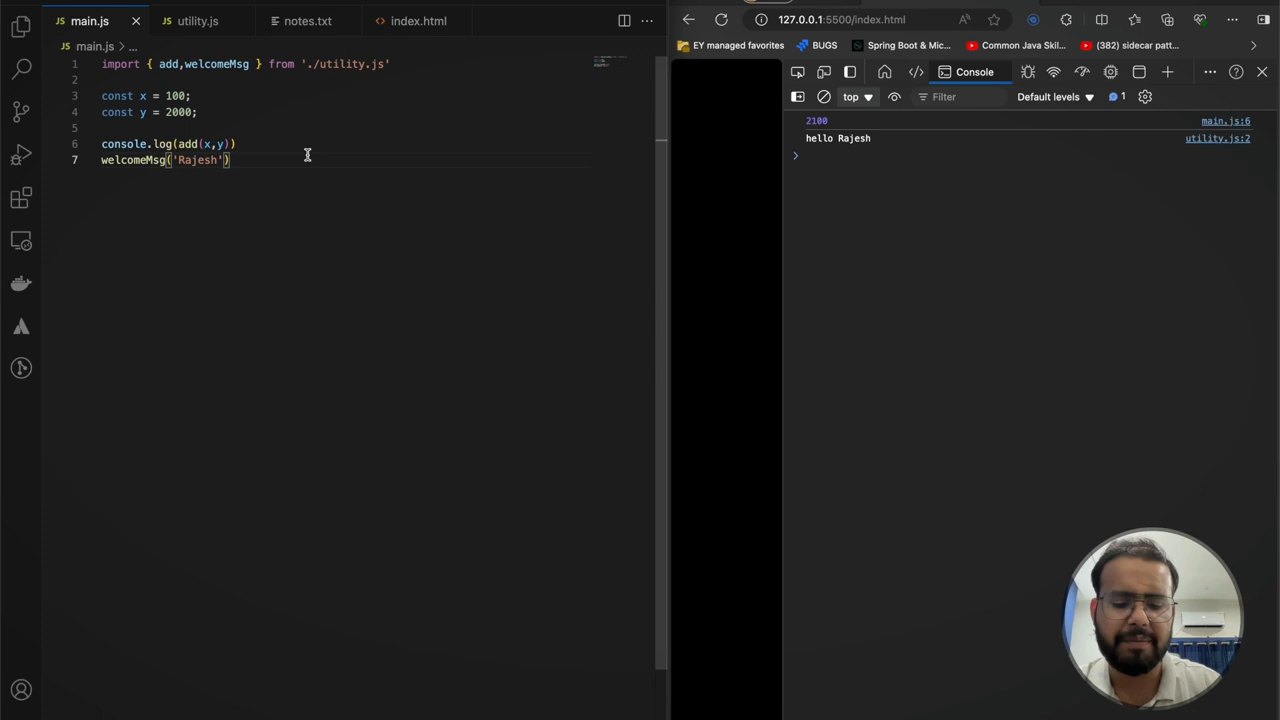 main.js
utility.js
notes.txt
index.html
main.js > ...
1 import { add,welcomeMsg } from './utility.js'
2
3 const x = 100;
4 const y = 2000;
5
6 console.log(add(x,y))
7 welcomeMsg('Rajesh')
127.0.0.1:5500/index.html
EY managed favorites
BUGS
Spring Boot & Mic...
Common Java Skil...
(382) sidecar patt...
Console
top
Filter
Default levels
1
2100 main.js:6
hello Rajesh utility.js:2